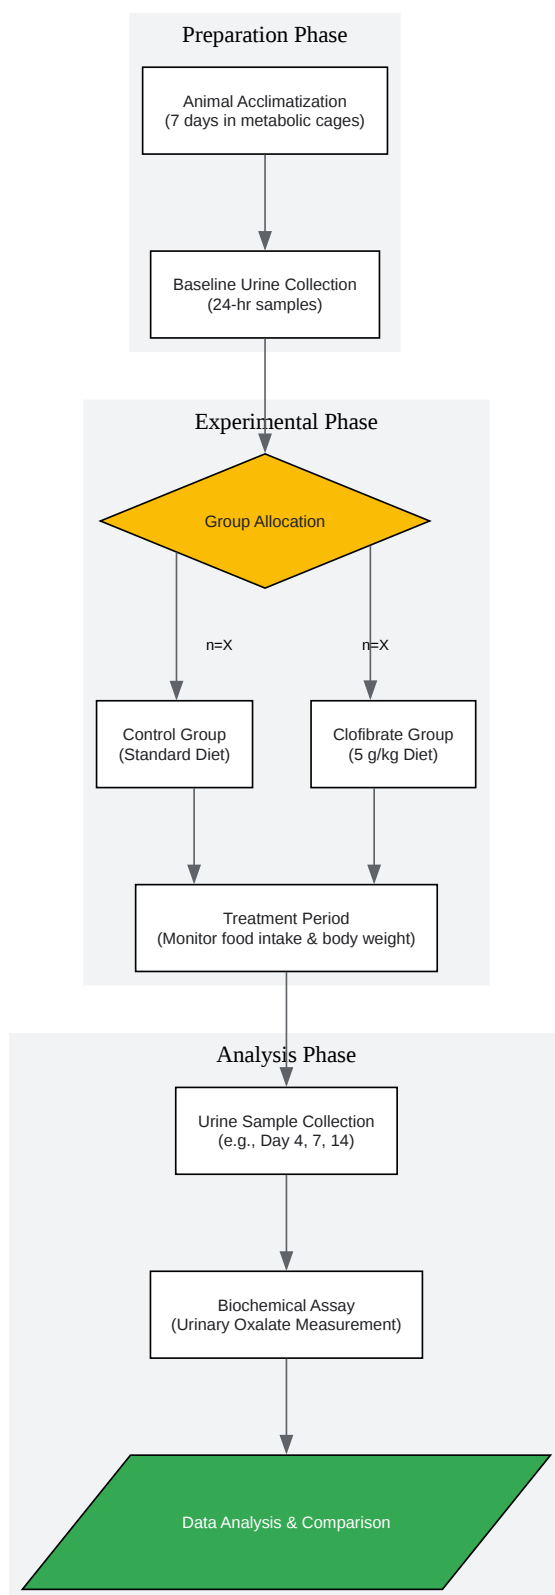 Preparation Phase
Animal Acclimatization
(7 days in metabolic cages)
Baseline Urine Collection
(24-hr samples)
Experimental Phase
Group Allocation
n=X
n=X
Control Group
(Standard Diet)
Clofibrate Group
(5 g/kg Diet)
Treatment Period
(Monitor food intake & body weight)
Analysis Phase
Urine Sample Collection
(e.g., Day 4, 7, 14)
Biochemical Assay
(Urinary Oxalate Measurement)
Data Analysis & Comparison